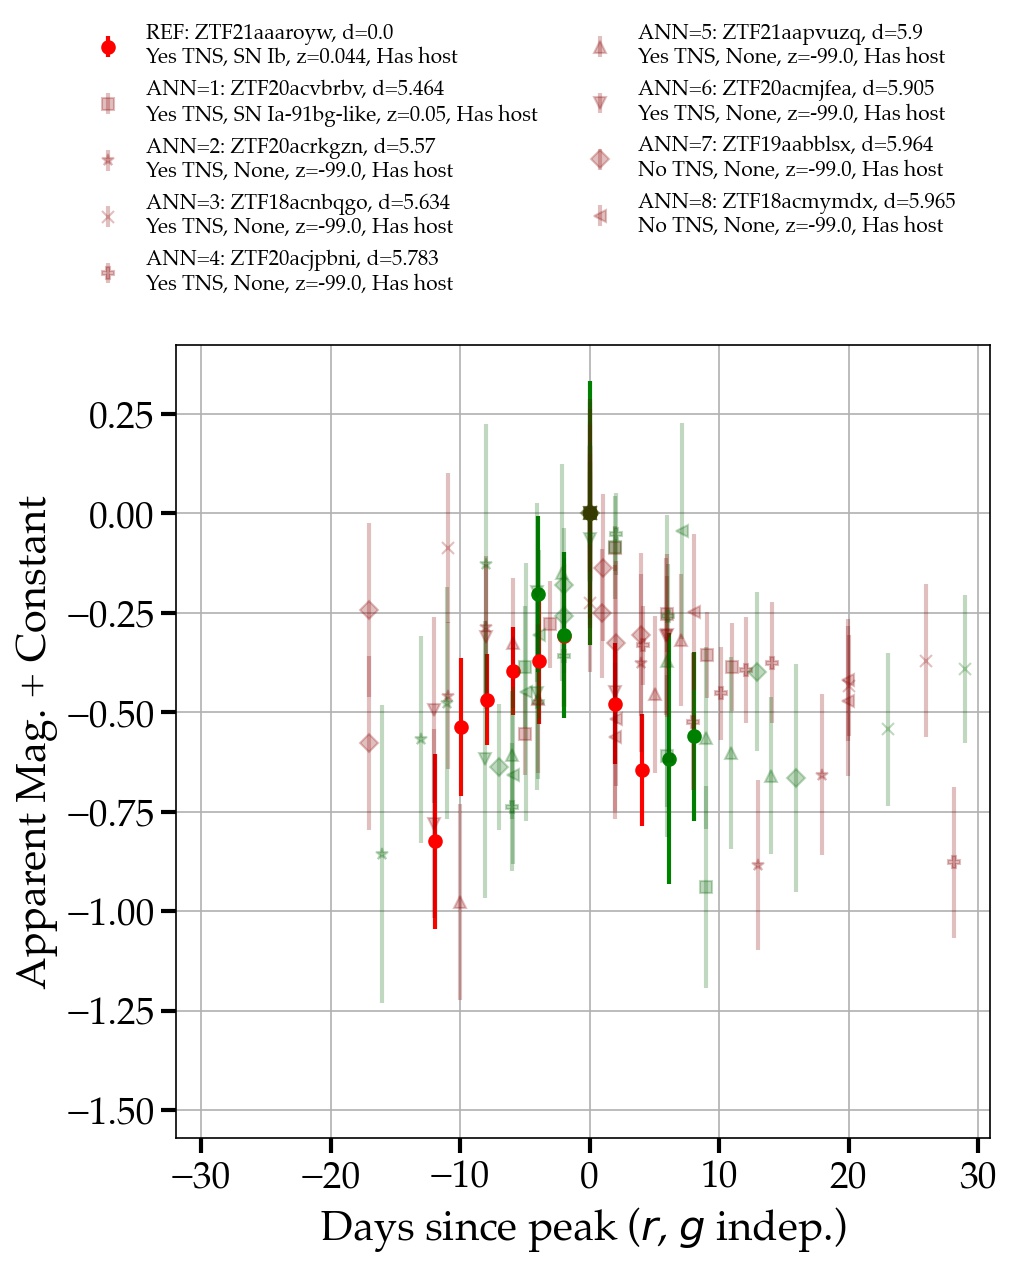 REF: ZTF21aaaroyw, d=0.0
Yes TNS, SN Ib, z=0.044, Has host
ANN=1: ZTF20acvbrbv, d=5.464
Yes TNS, SN Ia-91bg-like, z=0.05, Has host
ANN=2: ZTF20acrkgzn, d=5.57
Yes TNS, None, z=-99.0, Has host
ANN=3: ZTF18acnbqgo, d=5.634
Yes TNS, None, z=-99.0, Has host
ANN=4: ZTF20acjpbni, d=5.783
Yes TNS, None, z=-99.0, Has host
ANN=5: ZTF21aapvuzq, d=5.9
Yes TNS, None, z=-99.0, Has host
ANN=6: ZTF20acmjfea, d=5.905
Yes TNS, None, z=-99.0, Has host
ANN=7: ZTF19aabblsx, d=5.964
No TNS, None, z=-99.0, Has host
ANN=8: ZTF18acmymdx, d=5.965
No TNS, None, z=-99.0, Has host
Apparent Mag. + Constant
0.25
0.00
−0.25
−0.50
−0.75
−1.00
−1.25
−1.50
−30 −20 −10 0 10 20 30
Days since peak (r, g indep.)